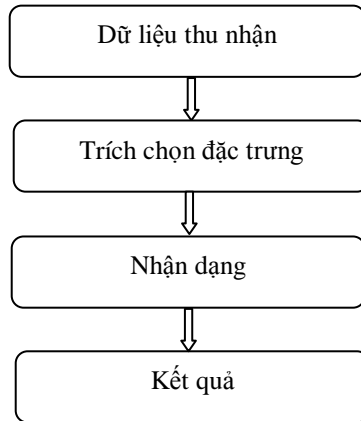 Dữ liệu thu nhận
Trích chọn đặc trưng
Nhận dạng
Kết quả